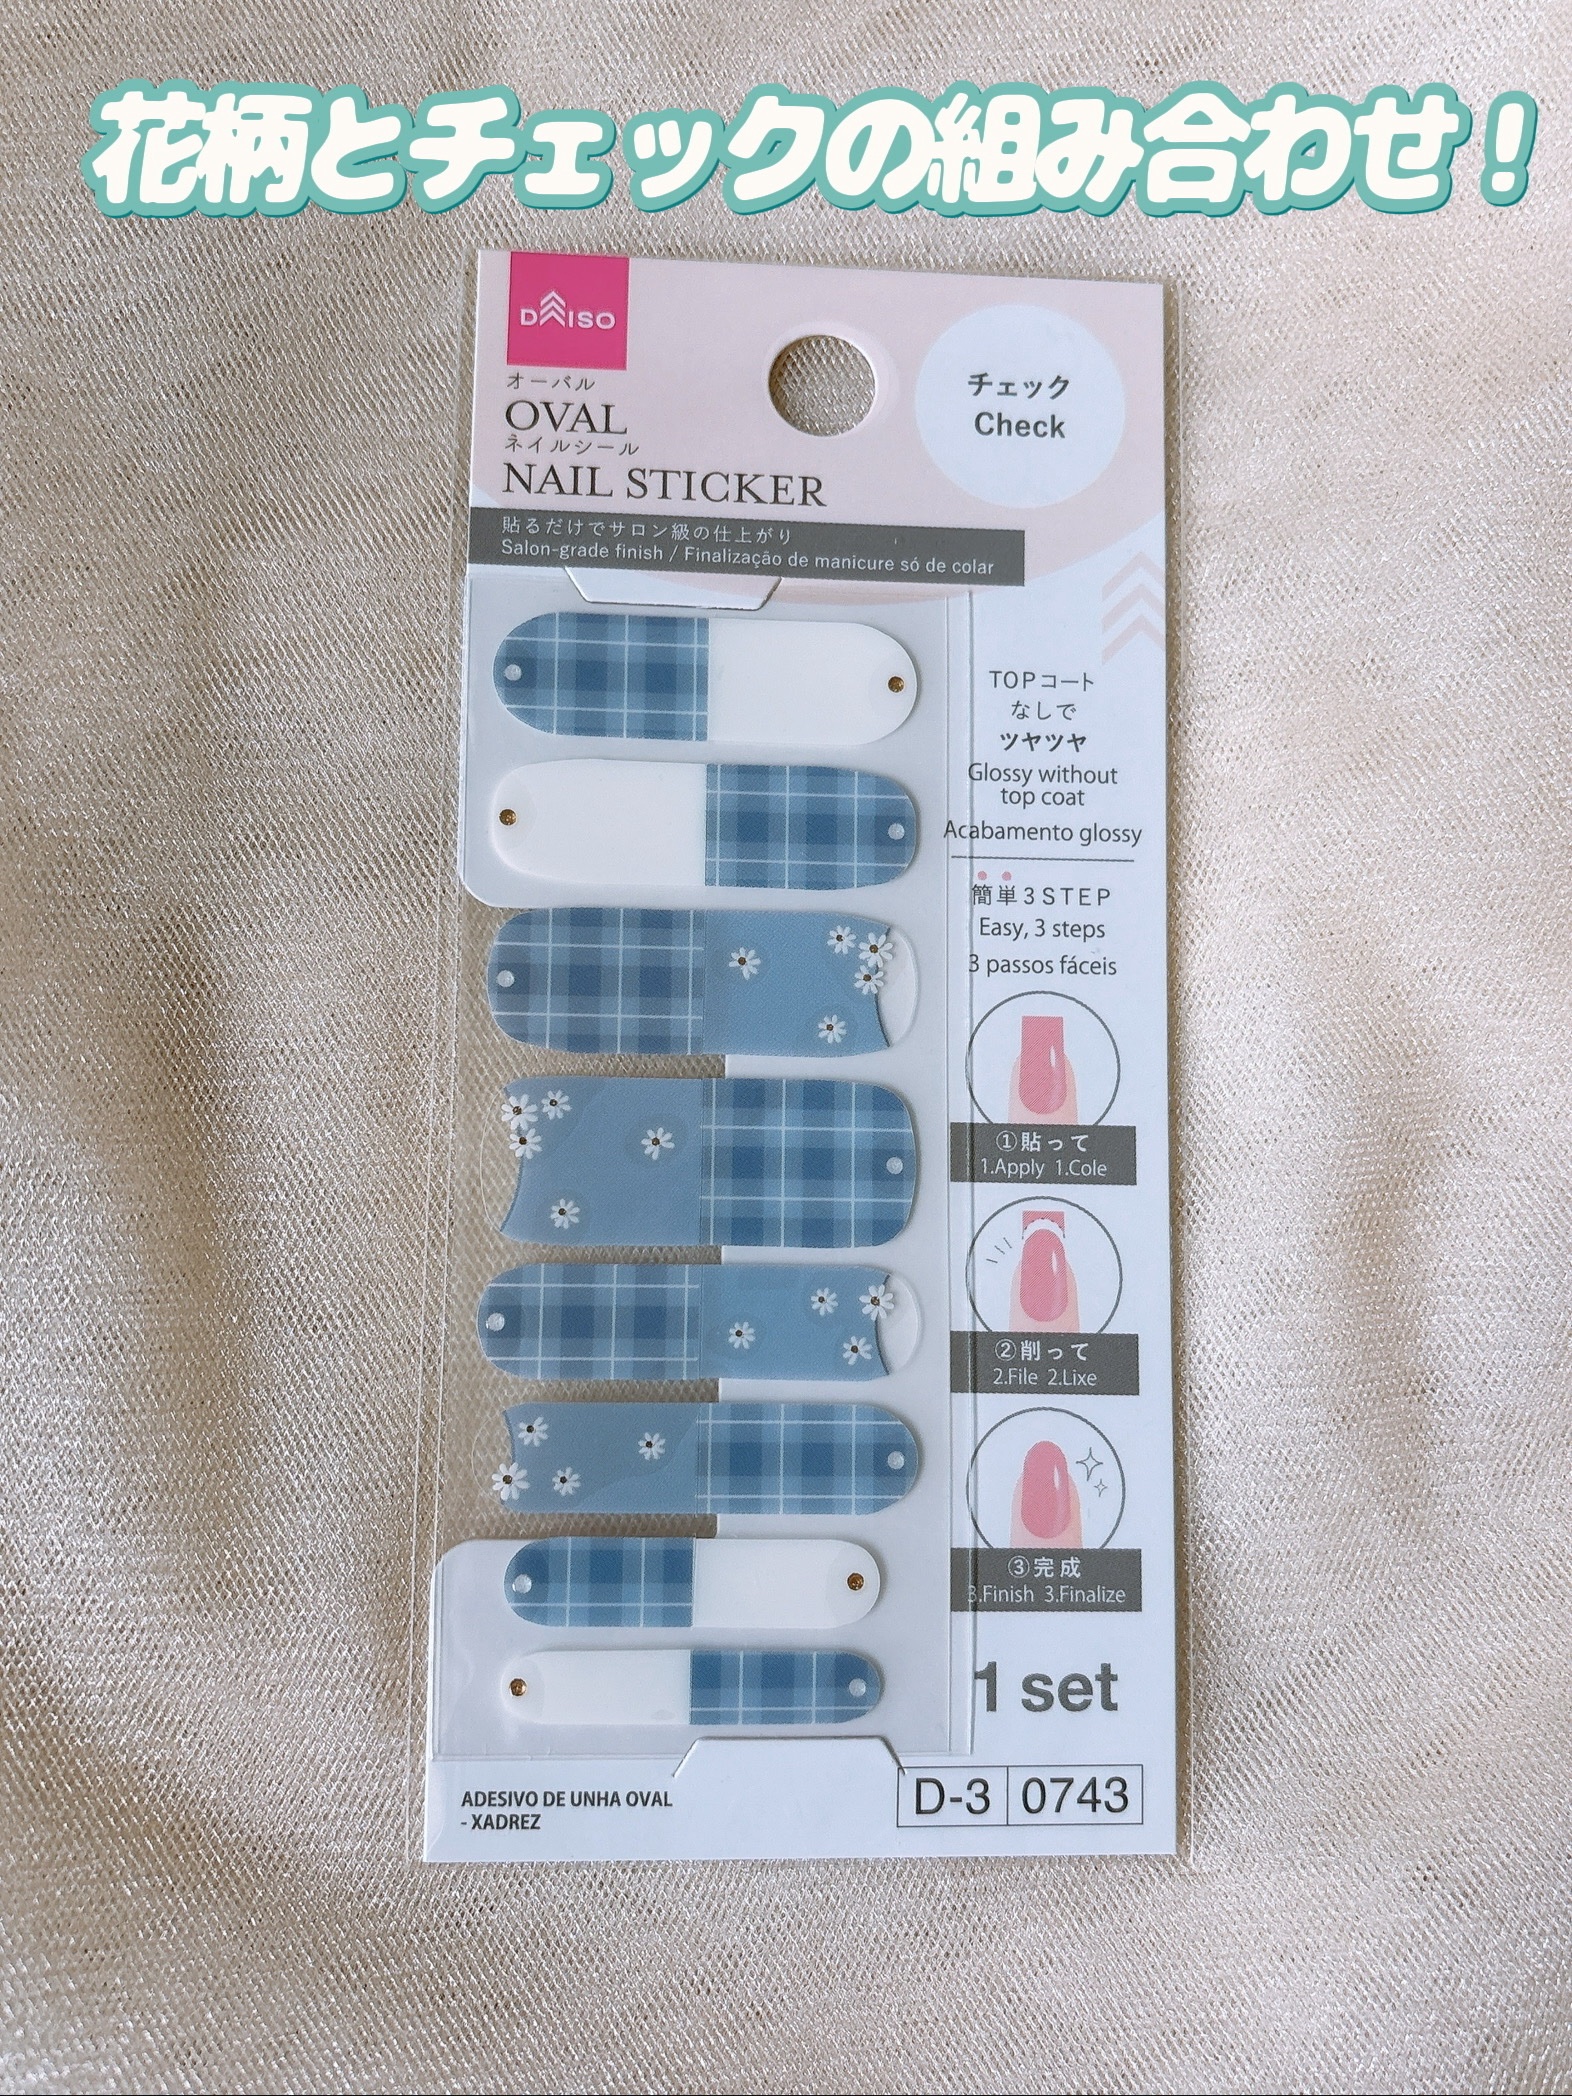 花柄とチェックの組み合わせ！
DAISO
オーバル
OVAL
ネイルシール
NAIL STICKER
チェック
Check
貼るだけでサロン級の仕上がり
Salon-grade finish / Finalização de manicure só de colar
TOPコート
なしで
ツヤツヤ
Glossy without
top coat
Acabamento glossy
簡単3STEP
Easy, 3 steps
3 passos fáceis
①貼って
1.Apply 1.Cole
②削って
2.File 2.Lixe
③完成
3.Finish 3.Finalize
1 set
ADESIVO DE UNHA OVAL
- XADREZ
D-3 0743